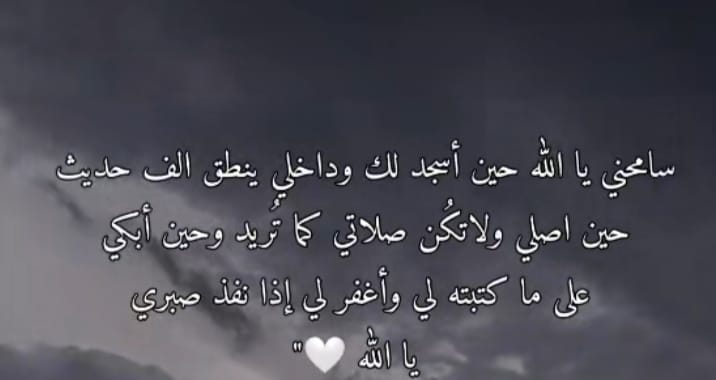 سامحني يا الله حين أسجد لك وداخلي ينطق الف حديث
حين اصلي ولاتكُن صلاتي كما تُريد وحين أبكي
على ما كتبته لي وأغفر لي إذا نفذ صبري
يا الله 🤍"